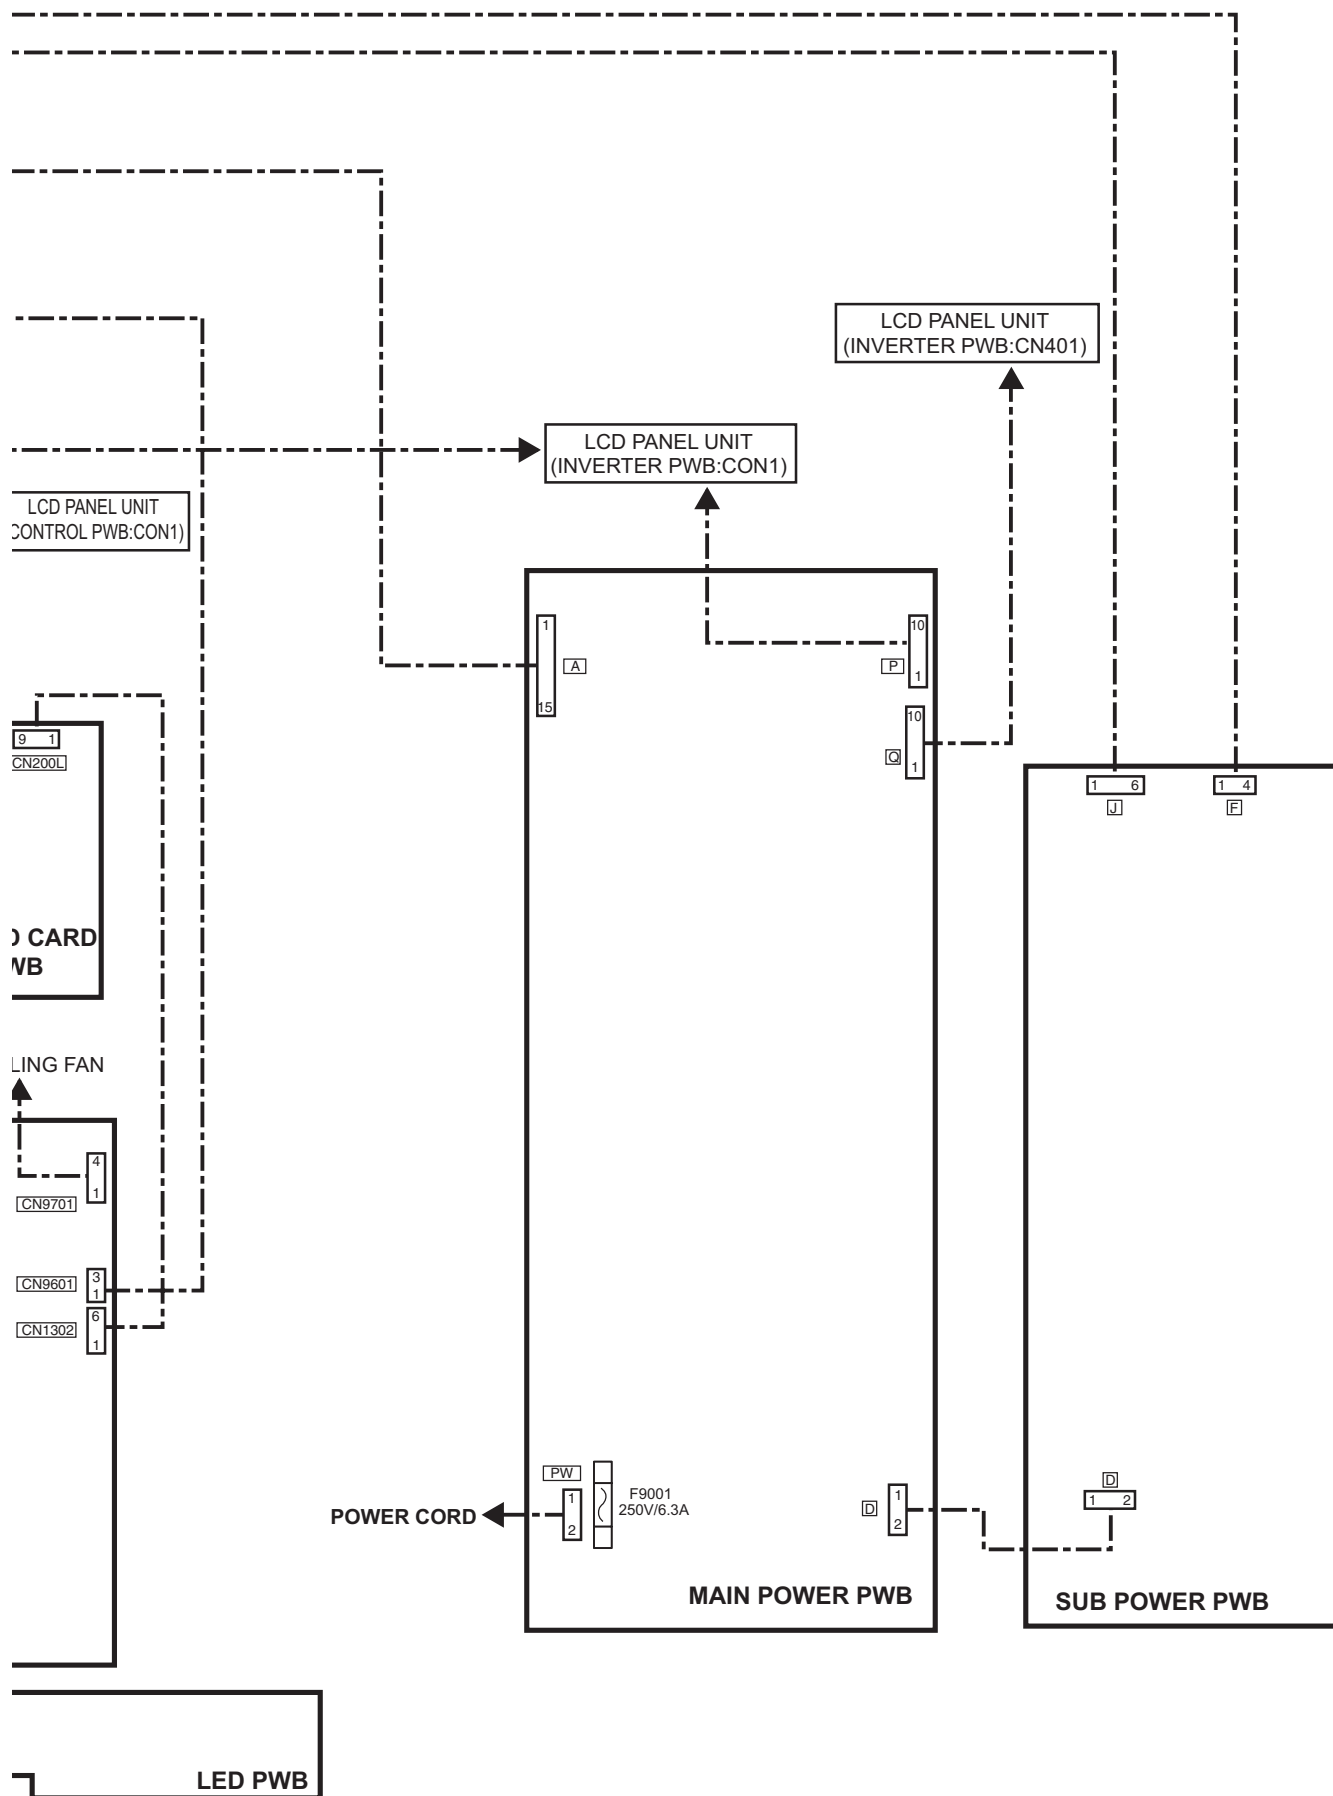 LCD PANEL UNIT
(INVERTER PWB:CN401)
LCD PANEL UNIT
(INVERTER PWB:CON1)
LCD PANEL UNIT
CONTROL PWB:CON1)
1
15
A
10
1
P
10
1
Q
9 1
CN200L
1 6
J
1 4
F
CARD
WB
LING FAN
4
1
CN9701
3
1
CN9601
6
1
CN1302
PW
1
2
F9001
250V/6.3A
POWER CORD
D
1
2
D
1 2
MAIN POWER PWB
SUB POWER PWB
LED PWB